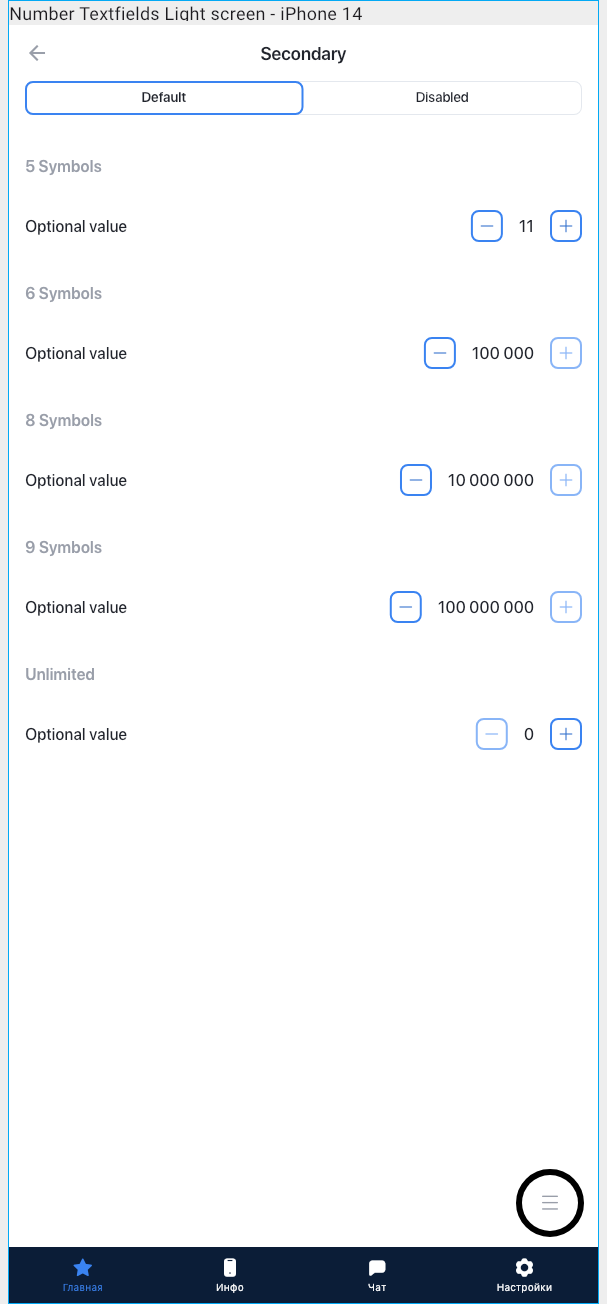 Number Textfields Light screen - iPhone 14
Secondary
Default Disabled
5 Symbols
Optional value 11
6 Symbols
Optional value 100 000
8 Symbols
Optional value 10 000 000
9 Symbols
Optional value 100 000 000
Unlimited
Optional value 0
Главная Инфо Чат Настройки